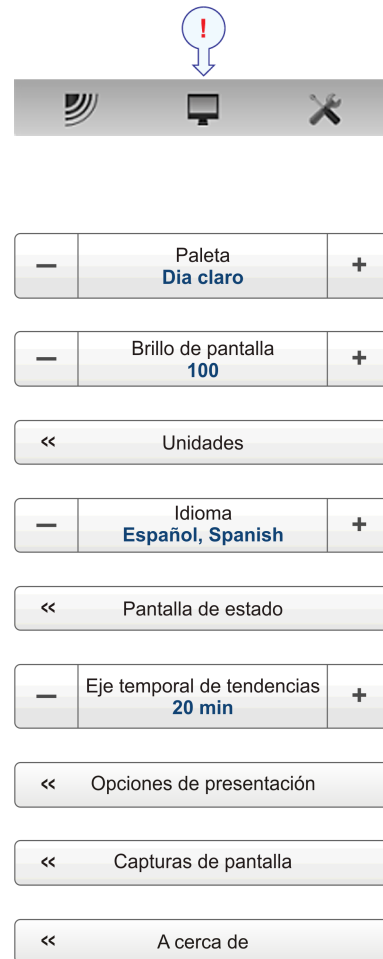 !
— Paleta +
Dia claro
— Brillo de pantalla +
100
« Unidades
— Idioma +
Español, Spanish
« Pantalla de estado
— Eje temporal de tendencias +
20 min
« Opciones de presentación
« Capturas de pantalla
« A cerca de